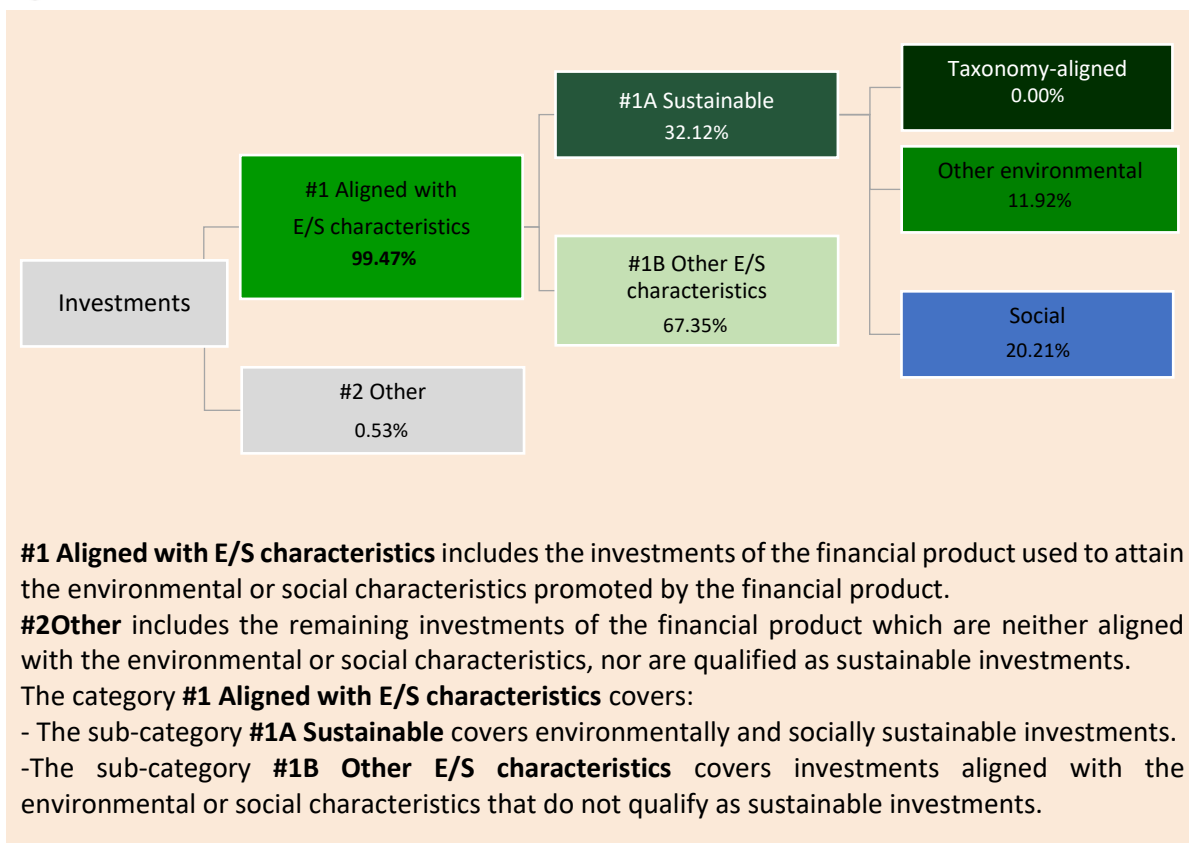 Investments
#1 Aligned with
E/S characteristics
99.47%
#2 Other
0.53%
#1A Sustainable
32.12%
#1B Other E/S
characteristics
67.35%
Taxonomy-aligned
0.00%
Other environmental
11.92%
Social
20.21%
#1 Aligned with E/S characteristics includes the investments of the financial product used to attain
the environmental or social characteristics promoted by the financial product.
#2Other includes the remaining investments of the financial product which are neither aligned
with the environmental or social characteristics, nor are qualified as sustainable investments.
The category #1 Aligned with E/S characteristics covers:
- The sub-category #1A Sustainable covers environmentally and socially sustainable investments.
-The sub-category #1B Other E/S characteristics covers investments aligned with the
environmental or social characteristics that do not qualify as sustainable investments.